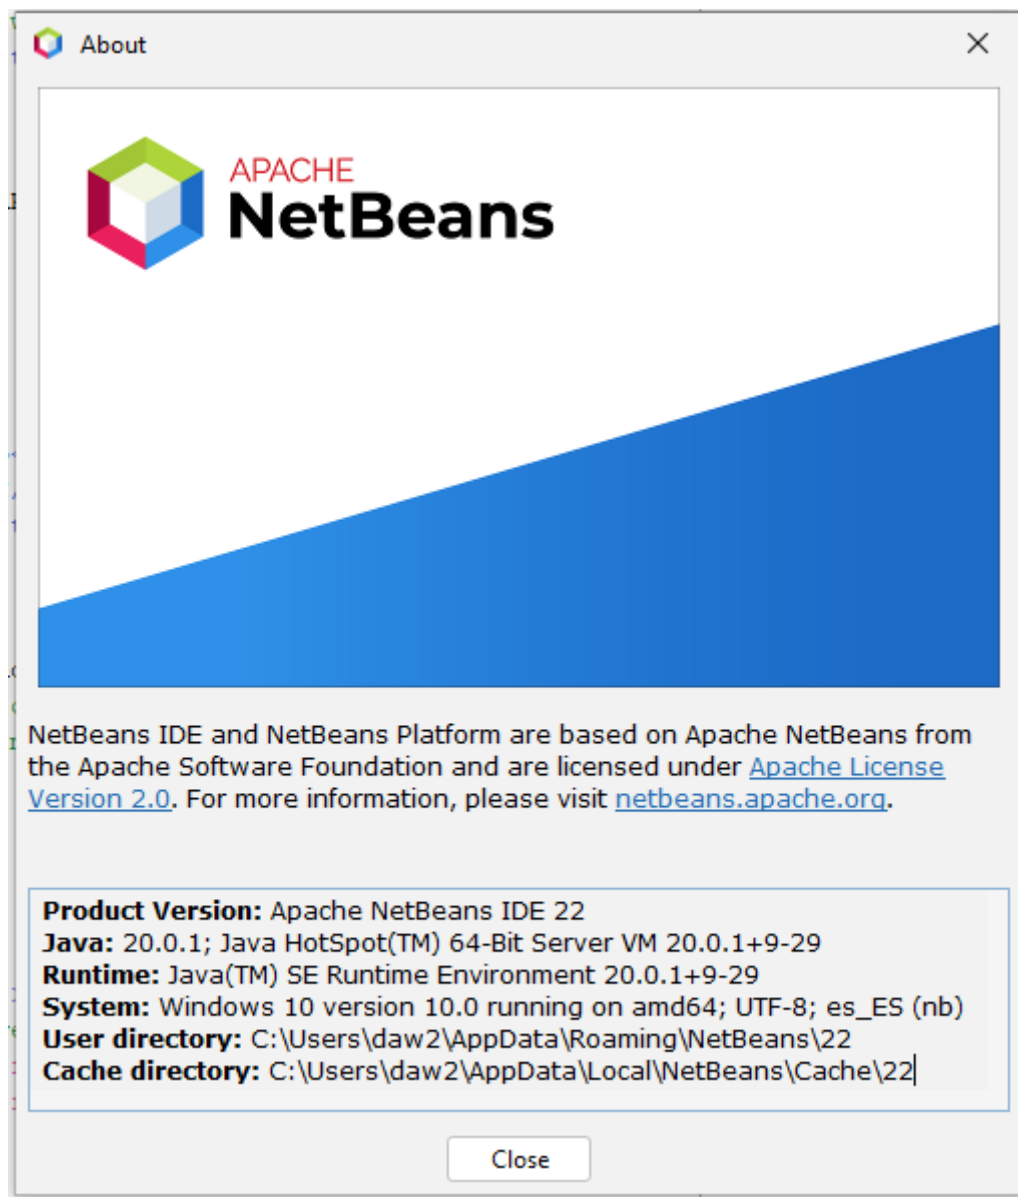 About
APACHE
NetBeans
NetBeans IDE and NetBeans Platform are based on Apache NetBeans from
the Apache Software Foundation and are licensed under Apache License
Version 2.0. For more information, please visit netbeans.apache.org.
Product Version: Apache NetBeans IDE 22
Java: 20.0.1; Java HotSpot(TM) 64-Bit Server VM 20.0.1+9-29
Runtime: Java(TM) SE Runtime Environment 20.0.1+9-29
System: Windows 10 version 10.0 running on amd64; UTF-8; es_ES (nb)
User directory: C:\Users\daw2\AppData\Roaming\NetBeans\22
Cache directory: C:\Users\daw2\AppData\Local\NetBeans\Cache\22
Close